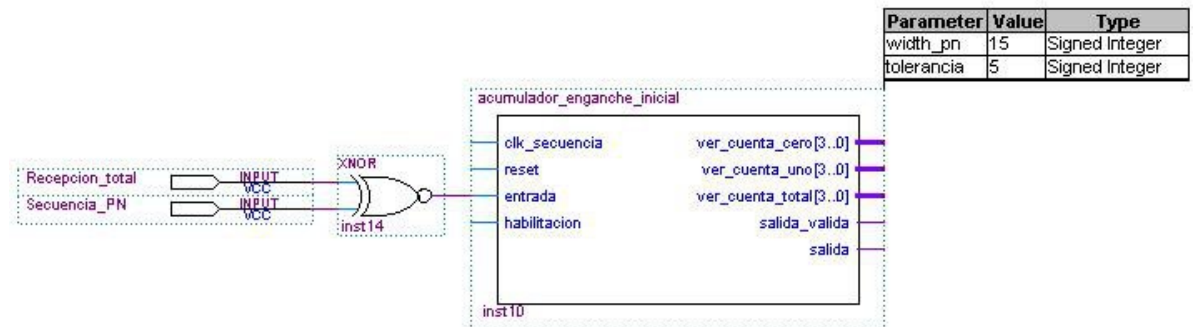 Parameter Value Type
width_pn 15 Signed Integer
tolerancia 5 Signed Integer
acumulador_enganche_inicial
clk_secuencia ver_cuenta_cero[3..0]
XNOR
reset ver_cuenta_uno[3..0]
Recepcion_total INPUT
VCC
entrada ver_cuenta_total[3..0]
Secuencia_PN INPUT
VCC
habilitacion salida_valida
inst14
salida
inst10